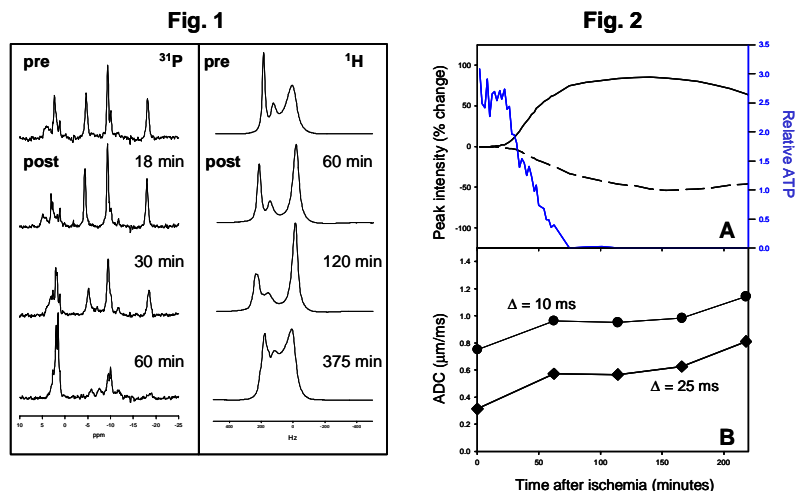 Fig. 1
pre
31P
post
18 min
30 min
60 min
10
5
0
-5
-10
-15
-20
-25
ppm
pre
1H
post
60 min
120 min
375 min
400
200
0
Hz
Fig. 2
Peak intensity (% change)
100
50
0
-50
-100
3.5
3.0
2.5
2.0
1.5
1.0
0.5
0.0
Relative ATP
A
ADC (µm/ms)
1.4
1.2
1.0
0.8
0.6
0.4
0.2
0.0
Δ = 10 ms
Δ = 25 ms
B
0
50
100
150
200
Time after ischemia (minutes)